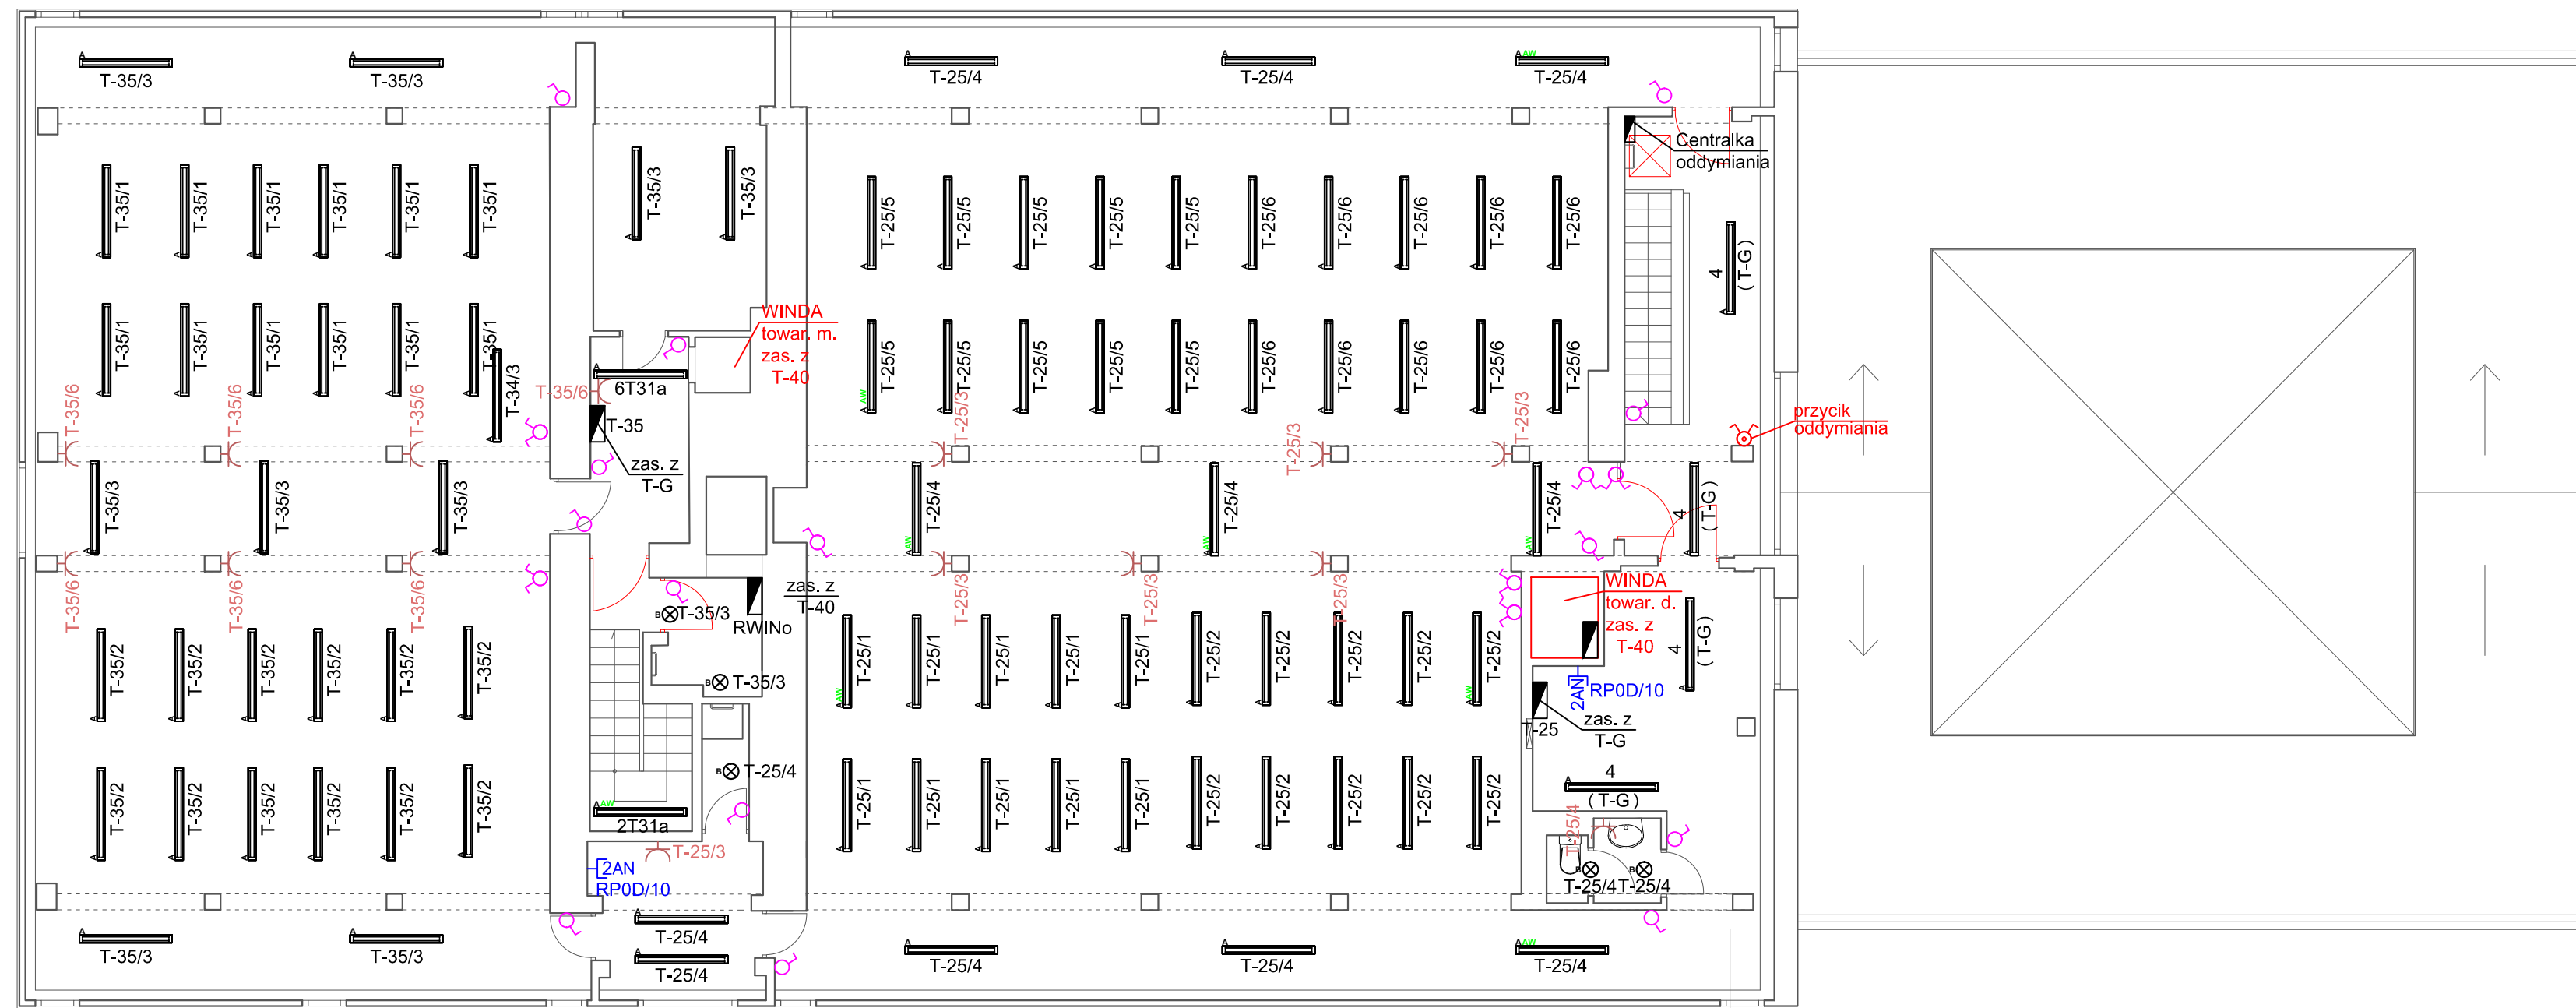 A
T-35/3
A
T-35/3
A
T-25/4
A
T-25/4
A AW
T-25/4
Centralka
oddymiania
T-35/1
T-35/1
T-35/1
T-35/1
T-35/1
T-35/1
T-35/3
T-35/3
T-25/5
T-25/5
T-25/5
T-25/5
T-25/5
T-25/6
T-25/6
T-25/6
T-25/6
T-25/6
4
(T-G)
T-35/1
T-35/1
T-35/1
T-35/1
T-35/1
T-35/1
T-34/3
WINDA
towar. m.
zas. z
T-40
A
6T31a
T-35/6
T-35
zas. z
T-G
AW
T-25/5
T-25/5
T-25/5
T-25/5
T-25/5
T-25/6
T-25/6
T-25/6
T-25/6
T-25/6
T-35/6
T-35/6
T-35/6
T-25/3
T-25/3
T-25/3
przycik
oddymiania
T-35/3
T-35/3
T-35/3
AW
T-25/4
AW
T-25/4
AW
T-25/4
4
(T-G)
T-35/6
T-35/6
T-35/6
T-25/3
T-25/3
T-25/3
zas. z
T-40
RWINo
B
T-35/3
B
T-35/3
WINDA
towar. d.
zas. z
T-40
4
(T-G)
2AN
RP0D/10
T-25
zas. z
T-G
T-35/2
T-35/2
T-35/2
T-35/2
T-35/2
T-35/2
AW
T-25/1
T-25/1
T-25/1
T-25/1
T-25/1
T-25/2
T-25/2
T-25/2
T-25/2
AW
T-25/2
B
T-25/4
A
4
(T-G)
T-35/2
T-35/2
T-35/2
T-35/2
T-35/2
T-35/2
A AW
2T31a
T-25/1
T-25/1
T-25/1
T-25/1
T-25/1
T-25/2
T-25/2
T-25/2
T-25/2
T-25/2
T-25/3
2AN
RP0D/10
T-25/4
B
T-25/4
B
T-25/4
A
T-35/3
A
T-35/3
A
T-25/4
A
T-25/4
A
T-25/4
A
T-25/4
A AW
T-25/4